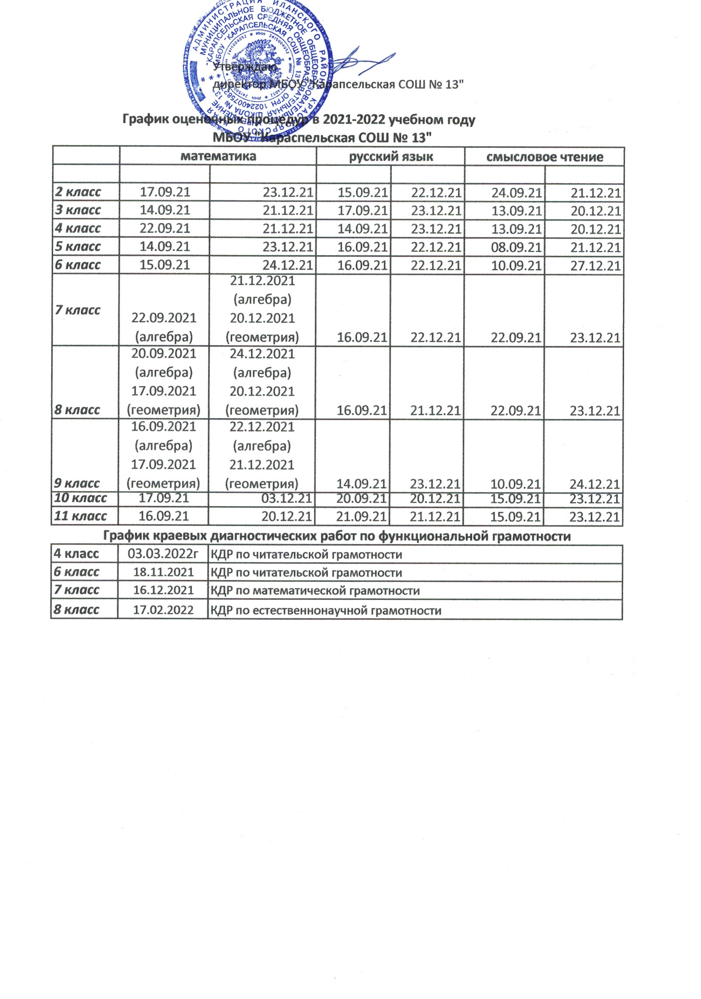 АДМИНИСТРАЦИЯ ИЛАНСКОГО РАЙОНА КРАСНОЯРСКОГО КРАЯ
МУНИЦИПАЛЬНОЕ БЮДЖЕТНОЕ ОБЩЕОБРАЗОВАТЕЛЬНОЕ УЧРЕЖДЕНИЕ
"КАРАПСЕЛЬСКАЯ СРЕДНЯЯ ОБЩЕОБРАЗОВАТЕЛЬНАЯ ШКОЛА № 13"
МБОУ "КАРАПСЕЛЬСКАЯ СОШ № 13" * ОГРН 1022400758270 ***
* ИНН 2415004052 * ИНН 2415004052
Утверждаю
директор МБОУ "Карапсельская СОШ № 13"
График оценочных процедур в 2021-2022 учебном году
МБОУ "Караспельская СОШ № 13"
математика русский язык смысловое чтение
2 класс 17.09.21 23.12.21 15.09.21 22.12.21 24.09.21 21.12.21
3 класс 14.09.21 21.12.21 17.09.21 23.12.21 13.09.21 20.12.21
4 класс 22.09.21 21.12.21 14.09.21 23.12.21 13.09.21 20.12.21
5 класс 14.09.21 23.12.21 16.09.21 22.12.21 08.09.21 21.12.21
6 класс 15.09.21 24.12.21 16.09.21 22.12.21 10.09.21 27.12.21
7 класс
22.09.2021
(алгебра)
21.12.2021
(алгебра)
20.12.2021
(геометрия)
16.09.21 22.12.21 22.09.21 23.12.21
8 класс
20.09.2021
(алгебра)
17.09.2021
(геометрия)
24.12.2021
(алгебра)
20.12.2021
(геометрия)
16.09.21 21.12.21 22.09.21 23.12.21
9 класс
16.09.2021
(алгебра)
17.09.2021
(геометрия)
22.12.2021
(алгебра)
21.12.2021
(геометрия)
14.09.21 23.12.21 10.09.21 24.12.21
10 класс 17.09.21 03.12.21 20.09.21 20.12.21 15.09.21 23.12.21
11 класс 16.09.21 20.12.21 21.09.21 21.12.21 15.09.21 23.12.21
График краевых диагностических работ по функциональной грамотности
4 класс 03.03.2022г КДР по читательской грамотности
6 класс 18.11.2021 КДР по читательской грамотности
7 класс 16.12.2021 КДР по математической грамотности
8 класс 17.02.2022 КДР по естественнонаучной грамотности